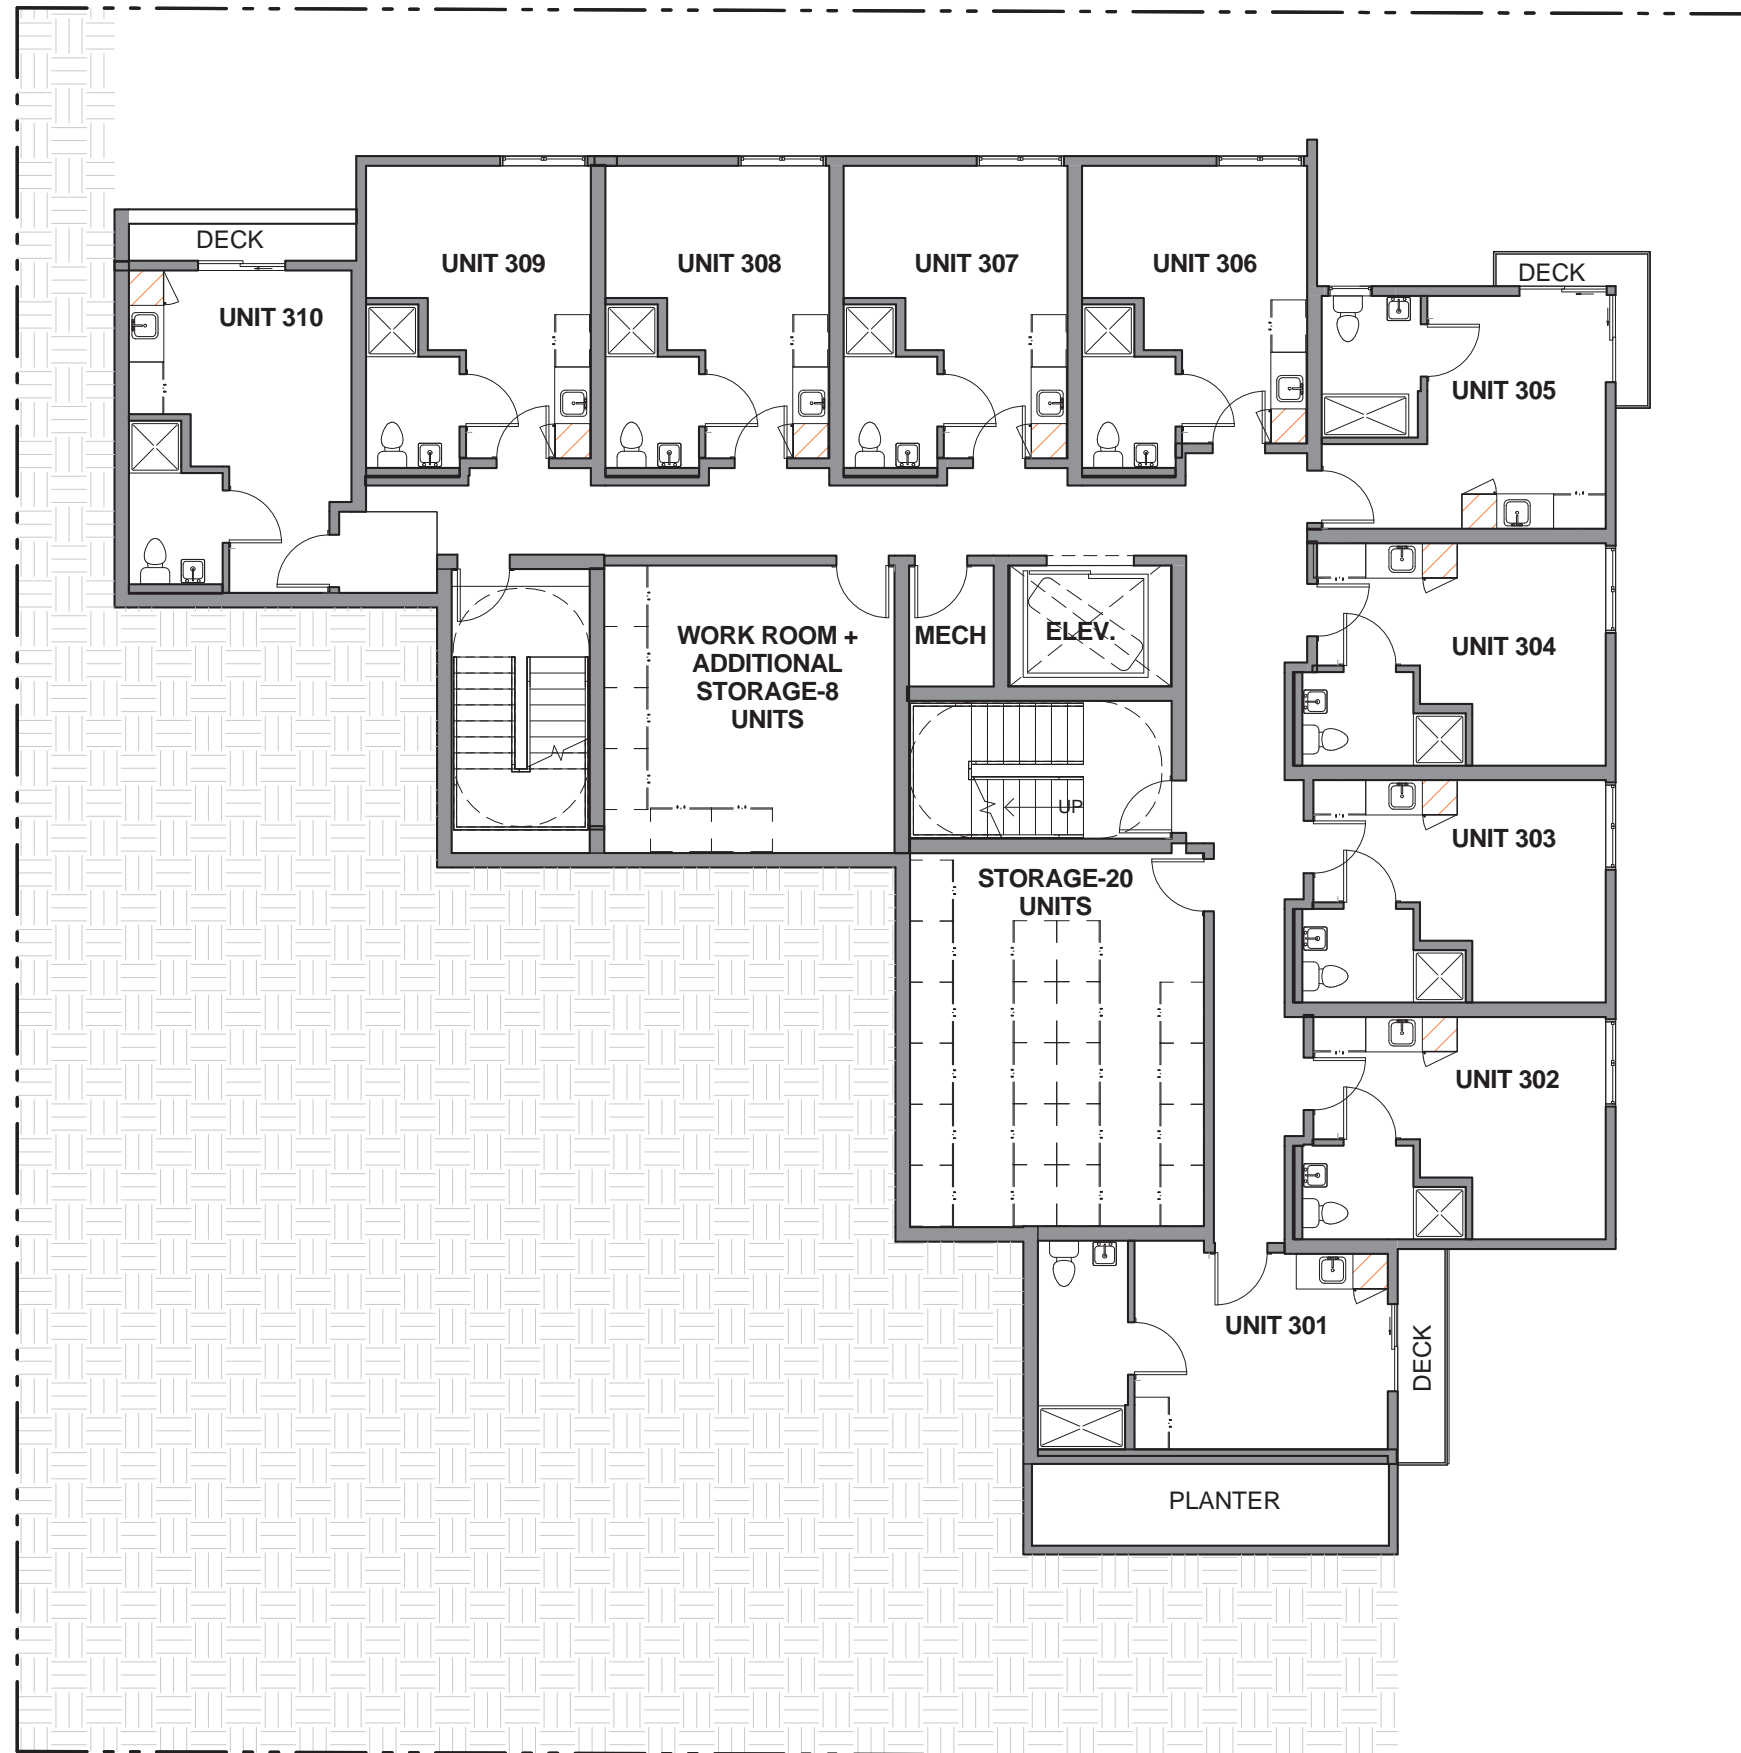 DECK
UNIT 309
UNIT 308
UNIT 307
UNIT 306
DECK
UNIT 310
UNIT 305
WORK ROOM +
ADDITIONAL
STORAGE-8
UNITS
MECH
ELEV.
UNIT 304
UP
UNIT 303
STORAGE-20
UNITS
UNIT 302
UNIT 301
DECK
PLANTER